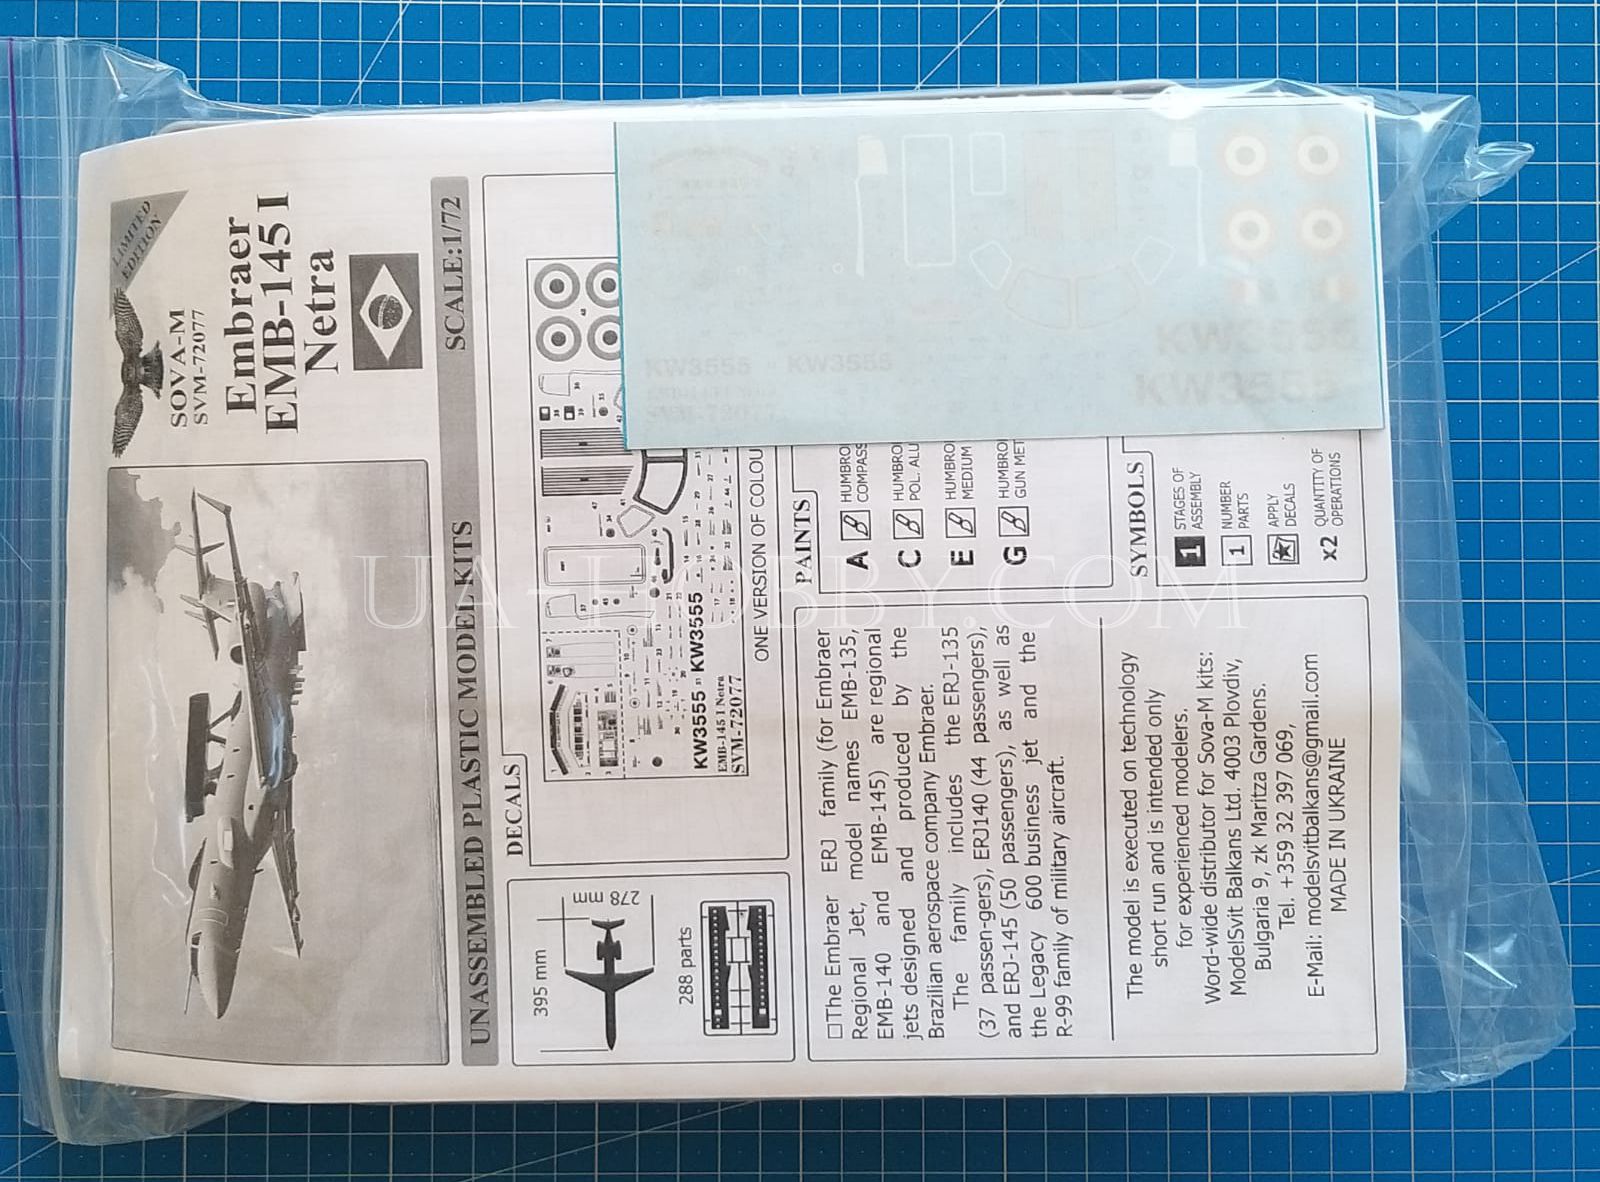 LIMITED
EDITION
SOVA-M
SVM-72077
Embraer
EMB-145 I
Netra
UNASSEMBLED PLASTIC MODEL KITS
SCALE:1/72
395 mm
278 mm
288 parts
DECALS
KW3555
KW3555
EMB-145 I Netra
SVM-72077
ONE VERSION OF COLOU
KW3555
KW3555
SVM-72077
KW3555
KW3555
□The Embraer ERJ family (for Embraer
Regional Jet, model names EMB-135,
EMB-140 and EMB-145) are regional
jets designed and produced by the
Brazilian aerospace company Embraer.
The family includes the ERJ-135
(37 passen-gers), ERJ140 (44 passengers),
and ERJ-145 (50 passengers), as well as
the Legacy 600 business jet and the
R-99 family of military aircraft.
The model is executed on technology
short run and is intended only
for experienced modelers.
Word-wide distributor for Sova-M kits:
ModelSvit Balkans Ltd. 4003 Plovdiv,
Bulgaria 9, zk Maritza Gardens.
Tel. +359 32 397 069,
E-Mail: modelsvitbalkans@gmail.com
MADE IN UKRAINE
PAINTS
A HUMBRO
COMPASS
C HUMBRO
POL. ALU
E HUMBRO
MEDIUM
G HUMBRO
GUN MET
SYMBOLS
1 STAGES OF
ASSEMBLY
1 NUMBER
PARTS
APPLY
DECALS
x2 QUANTITY OF
OPERATIONS
UA-HOBBY.COM